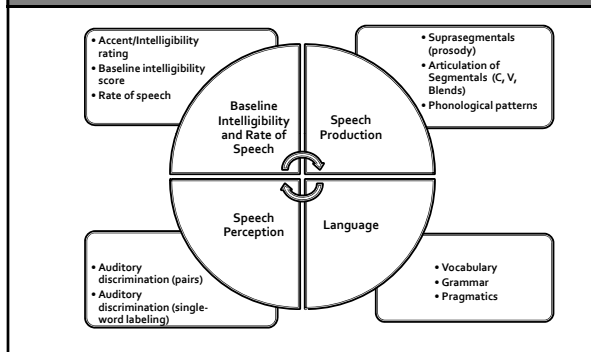 • Accent/Intelligibility
rating
• Baseline intelligibility
score
• Rate of speech
• Suprasegmentals
(prosody)
• Articulation of
Segmentals (C, V,
Blends)
• Phonological patterns
Baseline
Intelligibility
and Rate of
Speech
Speech
Production
Speech
Perception
Language
• Auditory
discrimination (pairs)
• Auditory
discrimination (single-
word labeling)
• Vocabulary
• Grammar
• Pragmatics